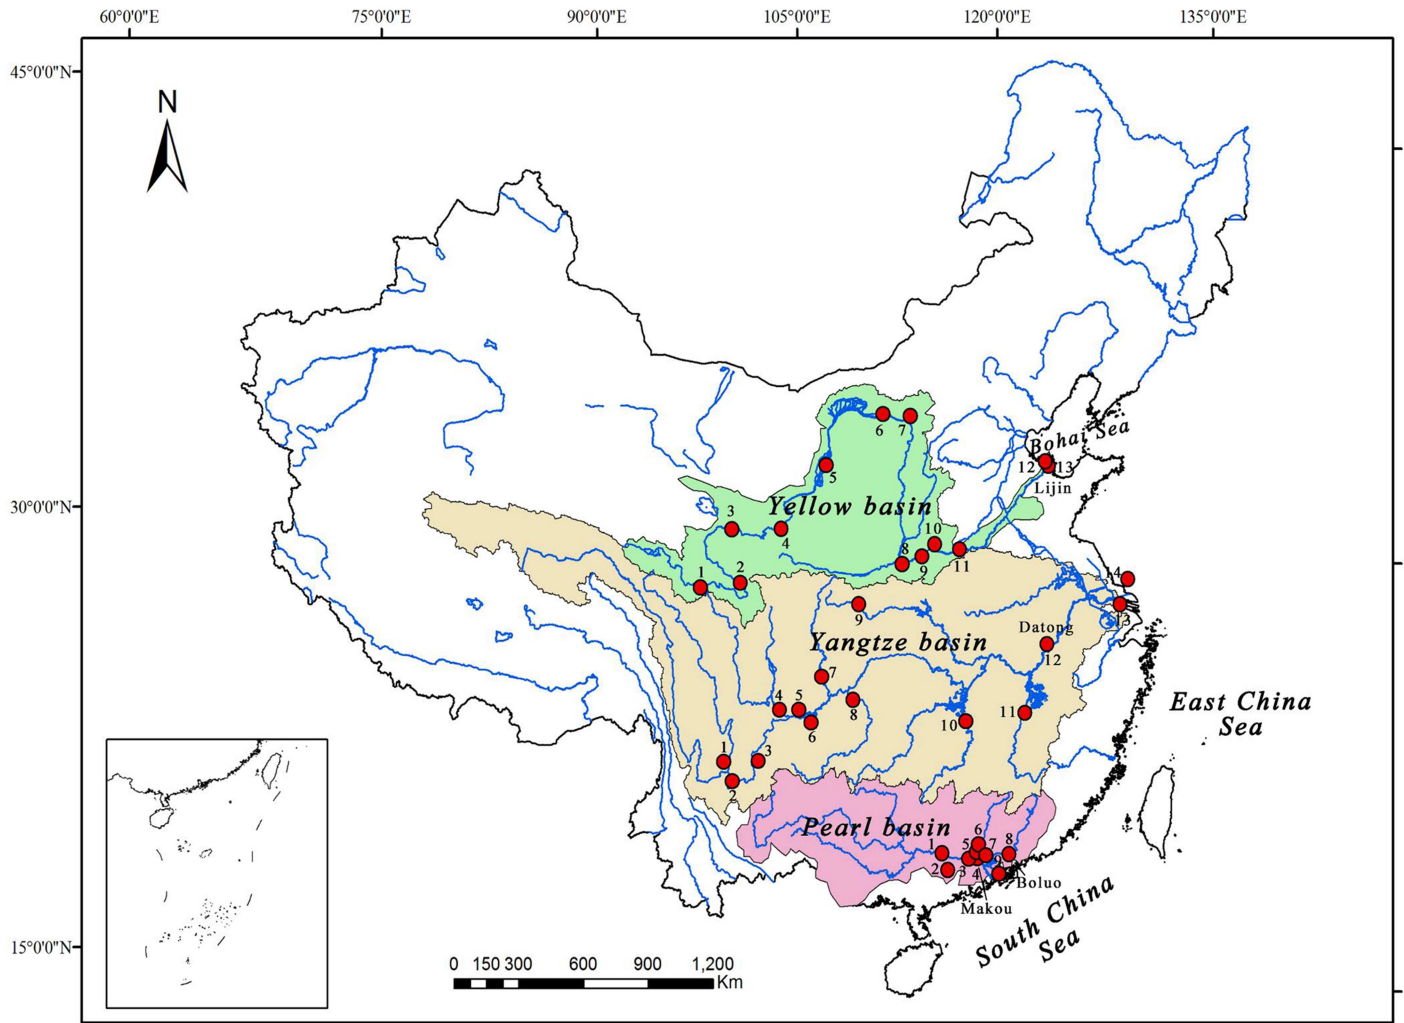 60°0'0"E 75°0'0"E 90°0'0"E 105°0'0"E 120°0'0"E 135°0'0"E
45°0'0"N
N
Bohai Sea
6 7
12 13
5
Lijin
30°0'0"N
Yellow basin
3
4
10
8
9
11
1
2
14
9
13
Datong
Yangtze basin
12
7
East China
Sea
4 5
8
6
10
11
1
3
2
Pearl basin
6
1
5
7
8
2
3
4
9
Boluo
Makou
South China
Sea
15°0'0"N
0 150 300 600 900 1,200
Km